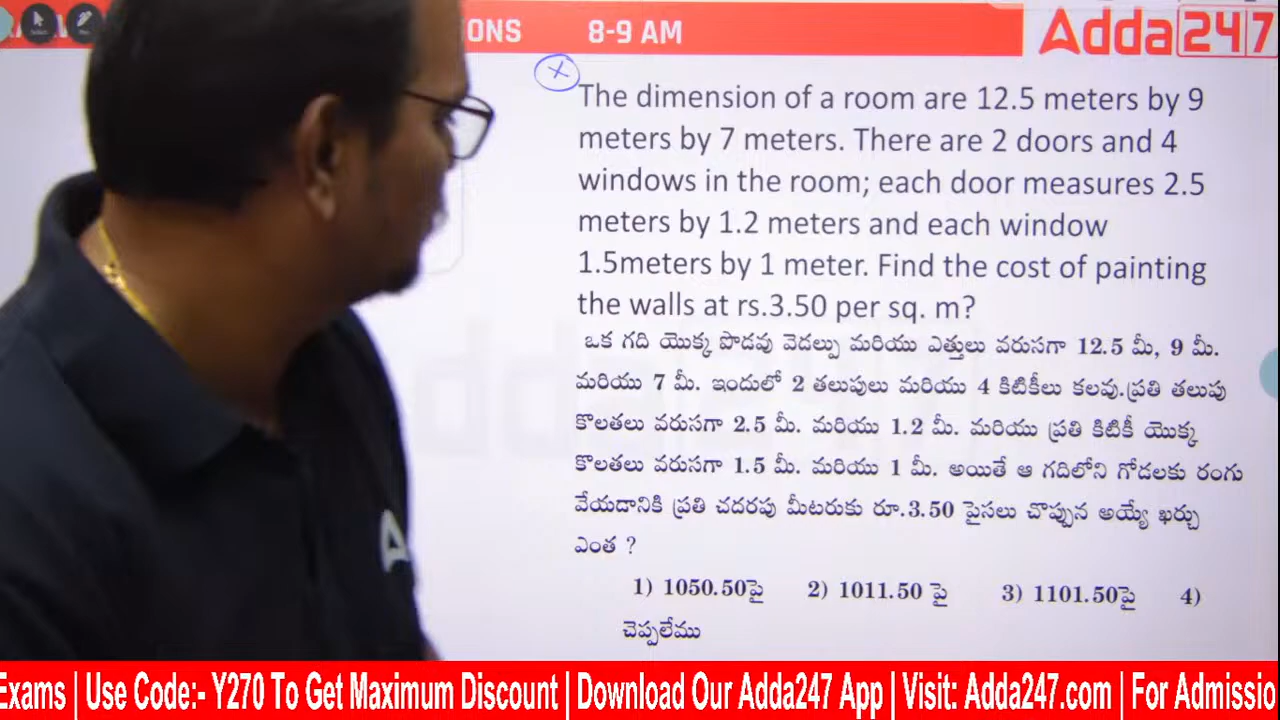 ONS 8-9 AM
Adda247
Select
Pen
The dimension of a room are 12.5 meters by 9
meters by 7 meters. There are 2 doors and 4
windows in the room; each door measures 2.5
meters by 1.2 meters and each window
1.5meters by 1 meter. Find the cost of painting
the walls at rs.3.50 per sq. m?
ఒక గది యొక్క పొడవు వెడల్పు మరియు ఎత్తులు వరుసగా 12.5 మీ, 9 మీ.
మరియు 7 మీ. ఇందులో 2 తలుపులు మరియు 4 కిటికీలు కలవు.ప్రతి తలుపు
కొలతలు వరుసగా 2.5 మీ. మరియు 1.2 మీ. మరియు ప్రతి కిటికీ యొక్క
కొలతలు వరుసగా 1.5 మీ. మరియు 1 మీ. అయితే ఆ గదిలోని గోడలకు రంగు
వేయడానికి ప్రతి చదరపు మీటరుకు రూ.3.50 పైసలు చొప్పున అయ్యే ఖర్చు
ఎంత ?
1) 1050.50పై 2) 1011.50 పై 3) 1101.50పై 4)
చెప్పలేము
Exams | Use Code:- Y270 To Get Maximum Discount | Download Our Adda247 App | Visit: Adda247.com | For Admissio